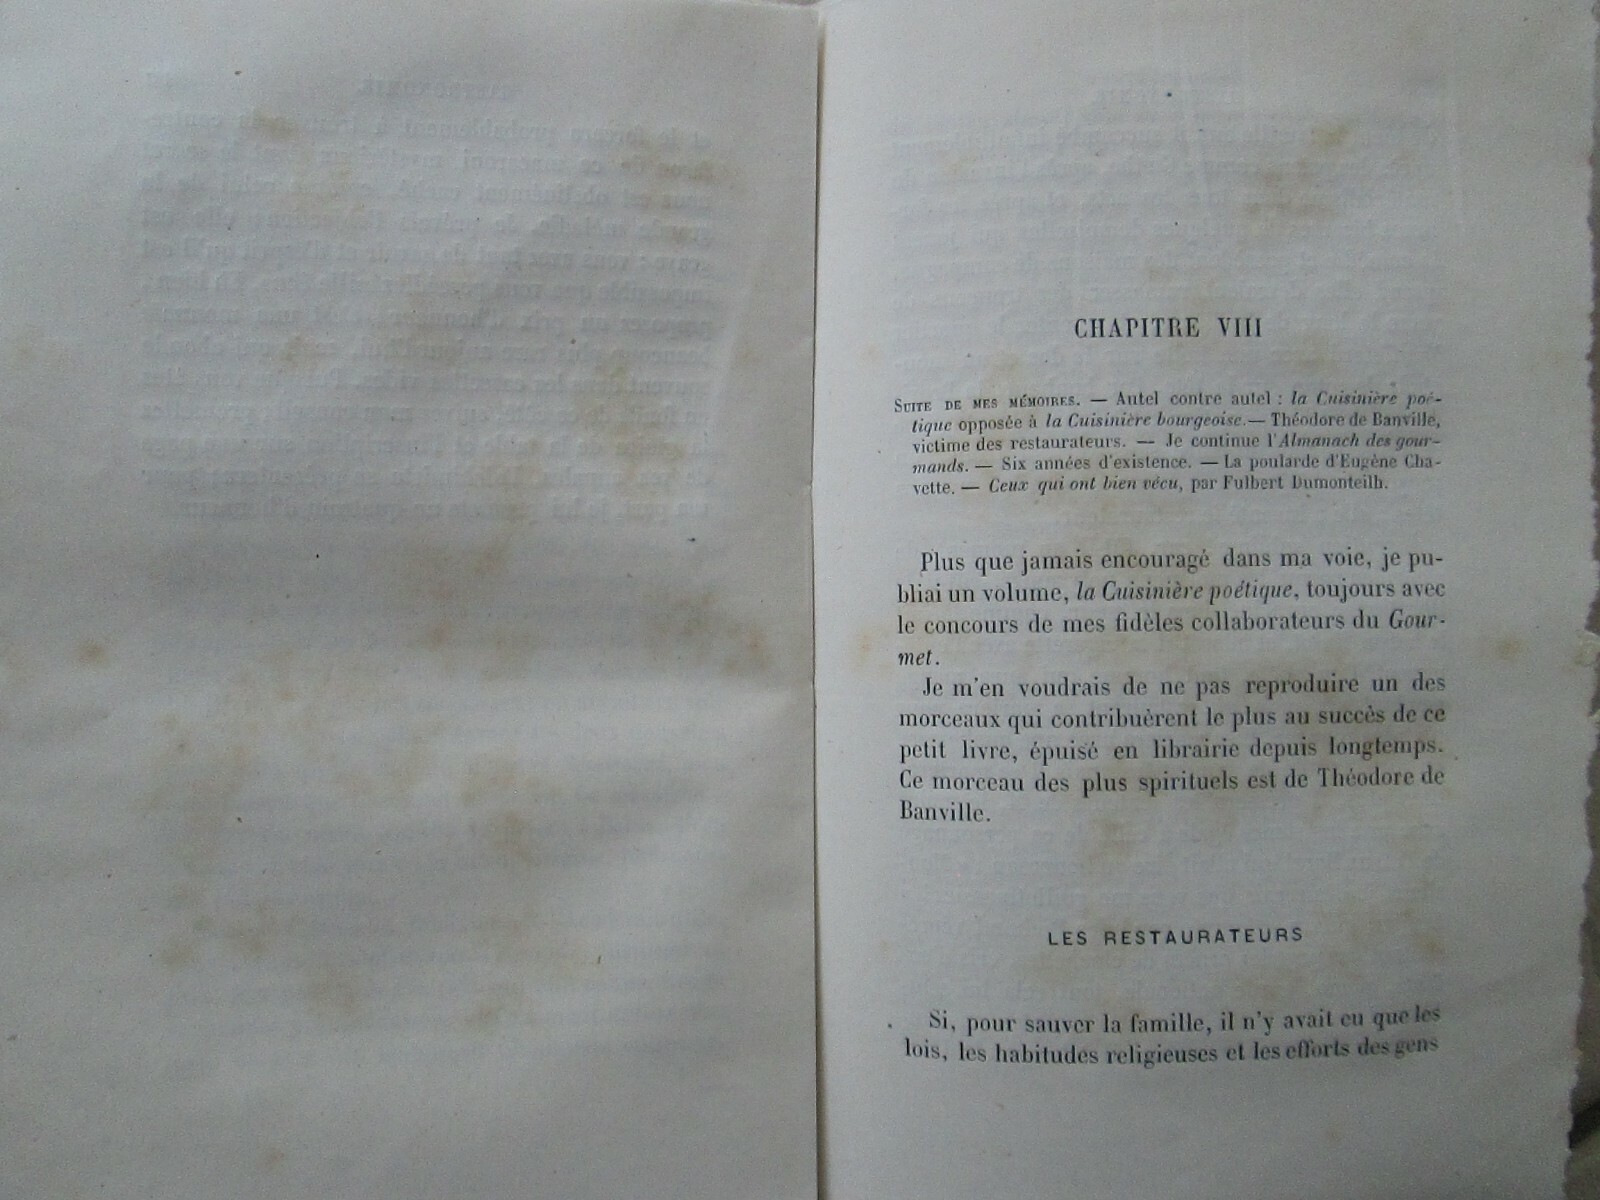 CHAPITRE VIII
SUITE DE MES MÉMOIRES. — Autel contre autel : la Cuisinière poé-
tique opposée à la Cuisinière bourgeoise. — Théodore de Banville,
victime des restaurateurs. — Je continue l'Almanach des gour-
mands. — Six années d'existence. — La poularde d'Eugène Cha-
vette. — Ceux qui ont bien vécu, par Fulbert Dumonteilh.
Plus que jamais encouragé dans ma voie, je pu-
bliai un volume, la Cuisinière poétique, toujours avec
le concours de mes fidèles collaborateurs du Gour-
met.
Je m'en voudrais de ne pas reproduire un des
morceaux qui contribuèrent le plus au succès de ce
petit livre, épuisé en librairie depuis longtemps.
Ce morceau des plus spirituels est de Théodore de
Banville.
LES RESTAURATEURS
Si, pour sauver la famille, il n'y avait eu que les
lois, les habitudes religieuses et les efforts des gens